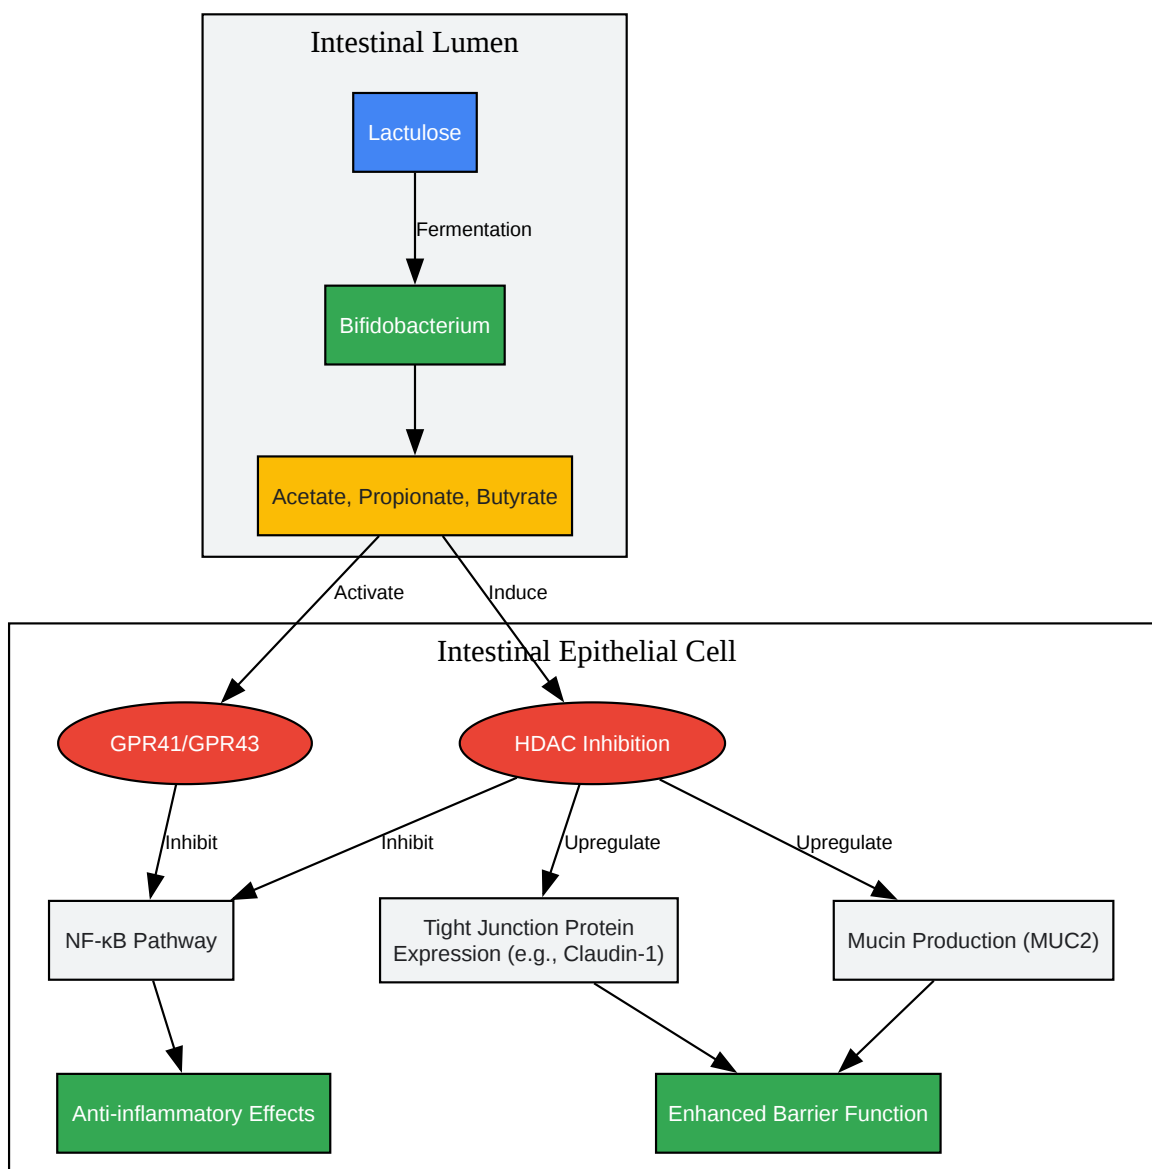 Intestinal Lumen
Lactulose
Fermentation
Bifidobacterium
Acetate, Propionate, Butyrate
Activate
Induce
Intestinal Epithelial Cell
GPR41/GPR43
HDAC Inhibition
Inhibit
Inhibit
Upregulate
Upregulate
NF-κB Pathway
Tight Junction Protein
Expression (e.g., Claudin-1)
Mucin Production (MUC2)
Anti-inflammatory Effects
Enhanced Barrier Function